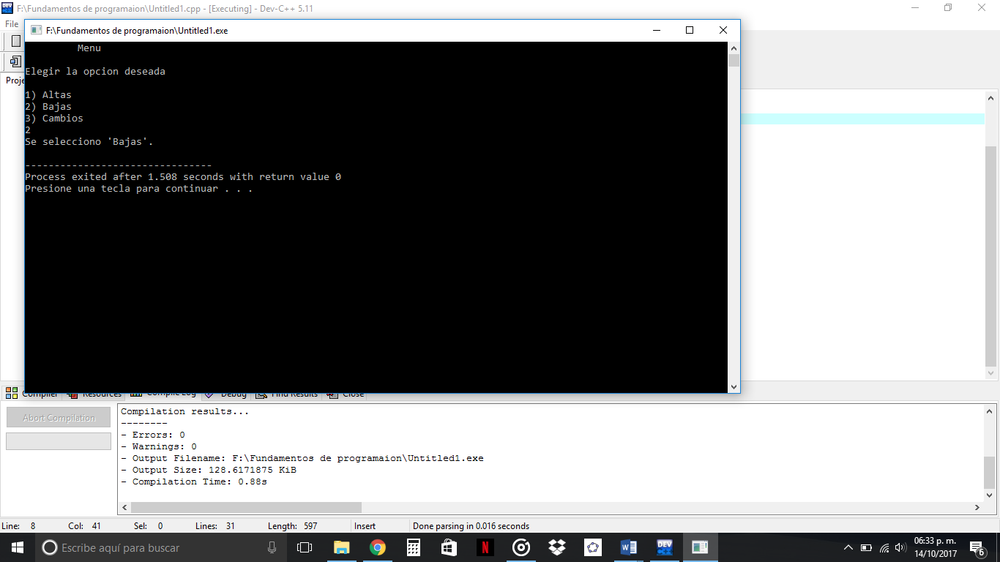 F:\Fundamentos de programaion\Untitled1.cpp - [Executing] - Dev-C++ 5.11
File
F:\Fundamentos de programaion\Untitled1.exe
Proje
Menu
Elegir la opcion deseada
1) Altas
2) Bajas
3) Cambios
2
Se selecciono 'Bajas'.
--------------------------------
Process exited after 1.508 seconds with return value 0
Presione una tecla para continuar . . .
Compiler Resources Compile Log Debug Find Results Close
Abort Compilation
Compilation results...
--------
- Errors: 0
- Warnings: 0
- Output Filename: F:\Fundamentos de programaion\Untitled1.exe
- Output Size: 128.6171875 KiB
- Compilation Time: 0.88s
Line: 8 Col: 41 Sel: 0 Lines: 31 Length: 597 Insert Done parsing in 0.016 seconds
Escribe aquí para buscar
N
W
DEV
06:33 p. m.
14/10/2017
6